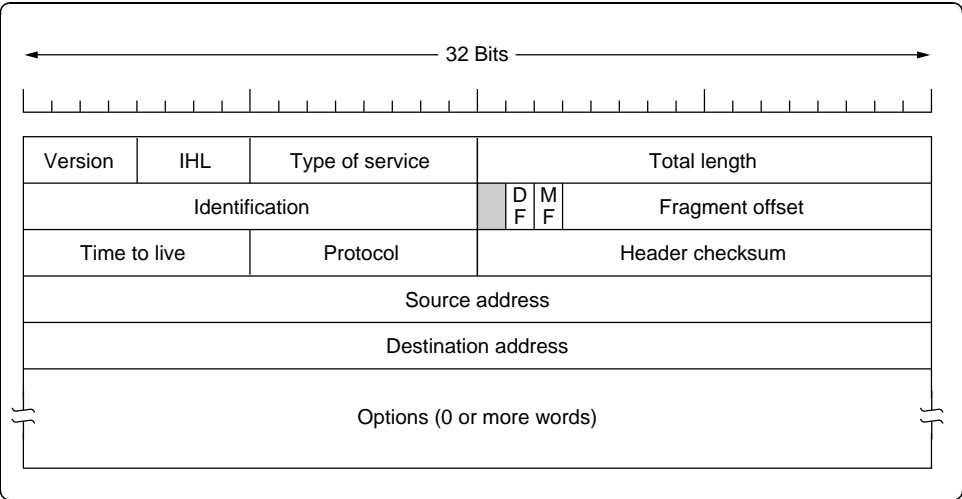 32 Bits
Version IHL Type of service Total length
Identification D F M F Fragment offset
Time to live Protocol Header checksum
Source address
Destination address
Options (0 or more words)